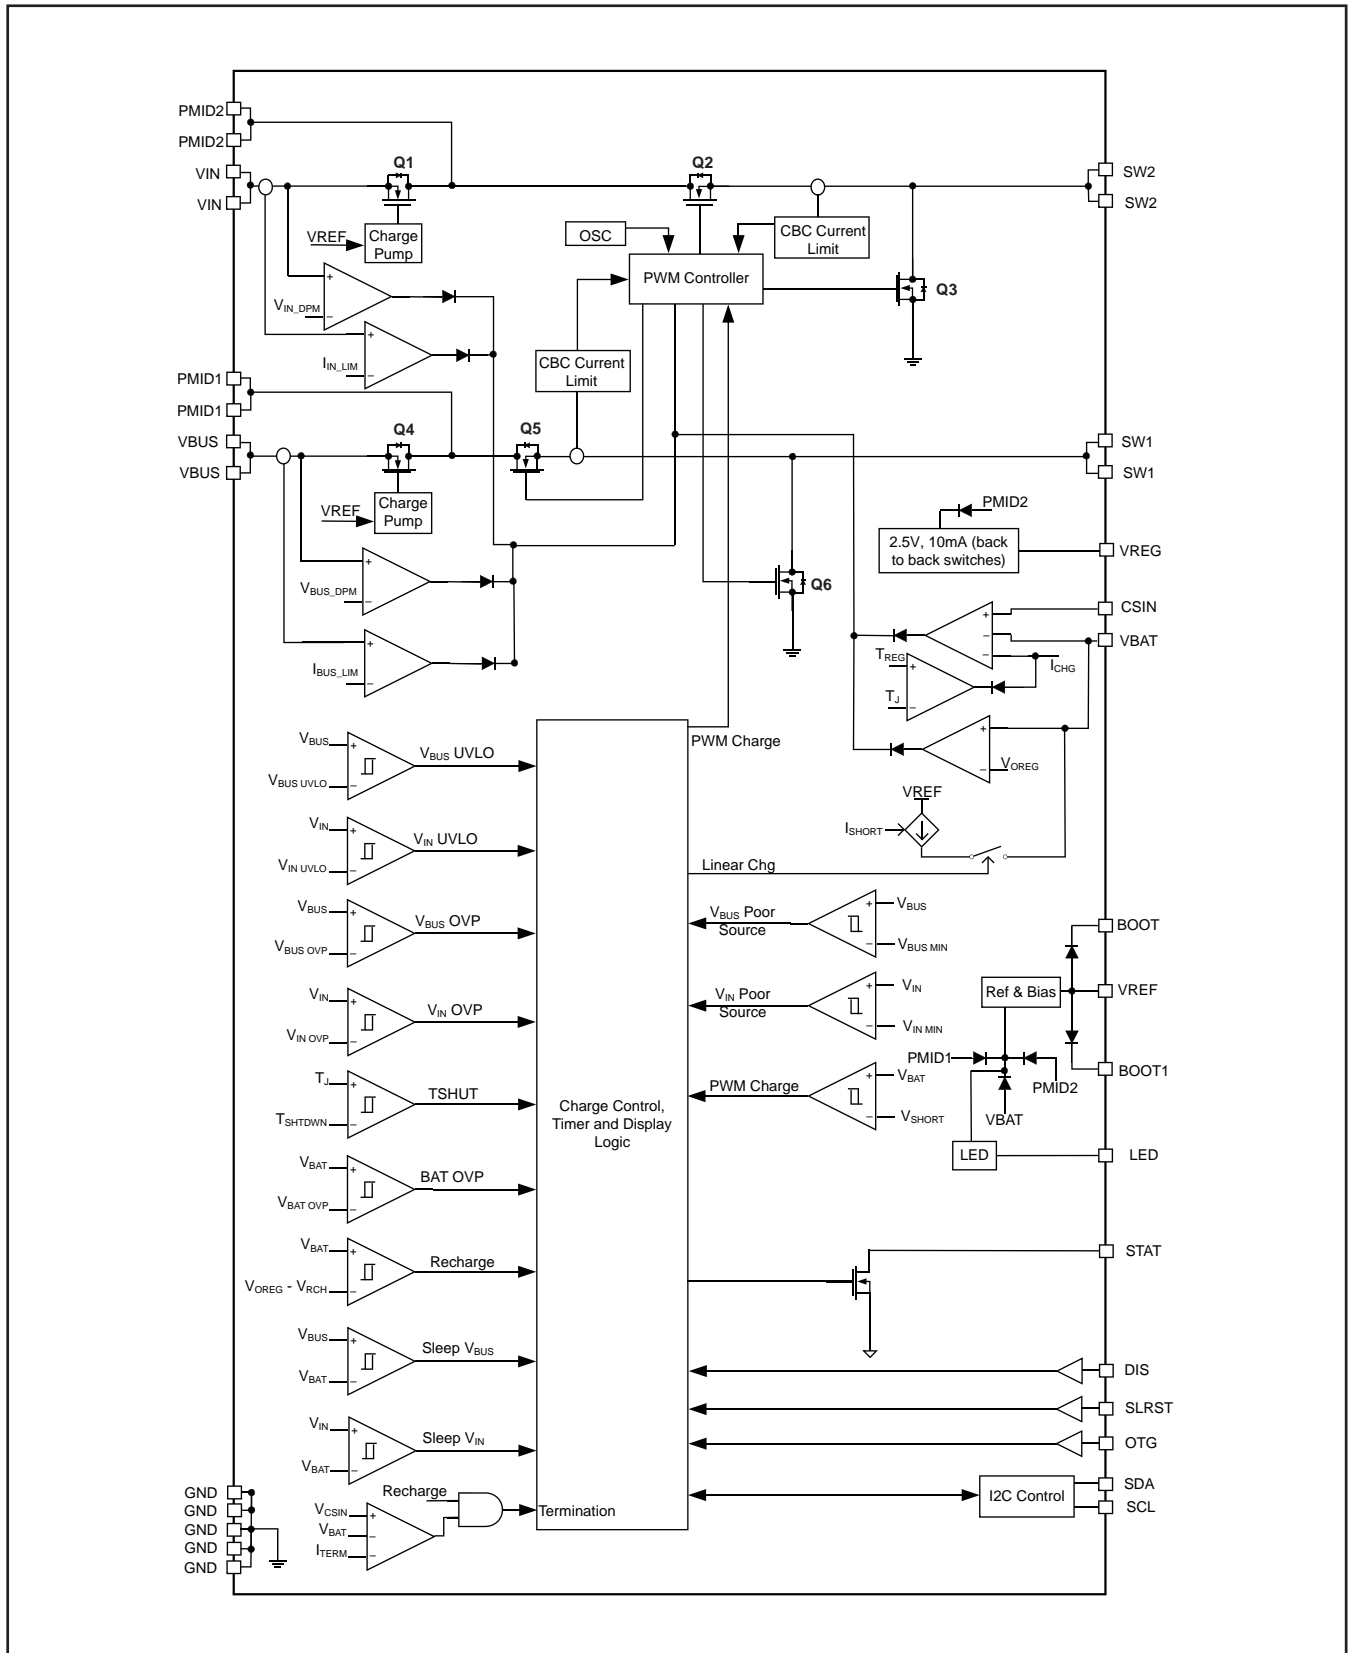 PMID2
PMID2
VIN
VIN
Q1
Q2
SW2
SW2
VREF
Charge
Pump
OSC
CBC Current
Limit
PWM Controller
Q3
+
VIN_DPM
−
+
IIN_LIM
−
CBC Current
Limit
PMID1
PMID1
VBUS
VBUS
Q4
Q5
SW1
SW1
VREF
Charge
Pump
PMID2
2.5V, 10mA (back
to back switches)
VREG
+
VBUS_DPM
−
Q6
+
IBUS_LIM
−
CSIN
VBAT
+
−
−
ICHG
TREG
+
TJ
−
+
VOREG
−
VREF
ISHORT
PWM Charge
Linear Chg
VBUS
+
VBUS UVLO
−
VBUS UVLO
VIN
+
VIN UVLO
−
VIN UVLO
VBUS
+
VBUS OVP
−
VBUS OVP
VIN
+
VIN OVP
−
VIN OVP
TJ
+
TSHTDWN
−
TSHUT
VBAT
+
VBAT OVP
−
BAT OVP
VBAT
+
VOREG - VRCH
−
Recharge
VBUS
+
VBAT
−
Sleep VBUS
VIN
+
VBAT
−
Sleep VIN
Recharge
VCSIN
+
VBAT
−
ITERM
−
Termination
Charge Control,
Timer and Display
Logic
VBUS Poor
Source
+
VBUS
−
VBUS MIN
VIN Poor
Source
+
VIN
−
VIN MIN
PWM Charge
+
VBAT
−
VSHORT
BOOT
Ref & Bias
VREF
PMID1
PMID2
BOOT1
VBAT
LED
LED
STAT
DIS
SLRST
OTG
I2C Control
SDA
SCL
GND
GND
GND
GND
GND